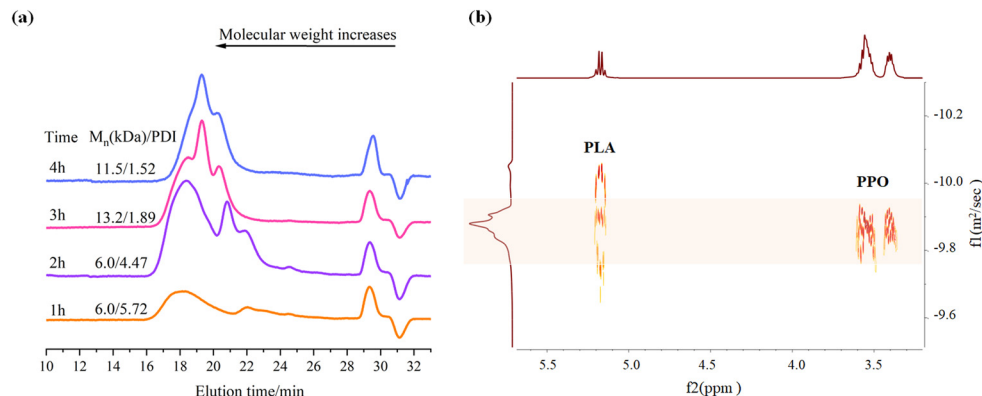 (a)
Molecular weight increases
Time Mn(kDa)/PDI
4h 11.5/1.52
3h 13.2/1.89
2h 6.0/4.47
1h 6.0/5.72
10 12 14 16 18 20 22 24 26 28 30 32
Elution time/min
(b)
PLA
PPO
-10.2
-10.0
-9.8
-9.6
f1(m²/sec)
5.5 5.0 4.5 4.0 3.5
f2(ppm)